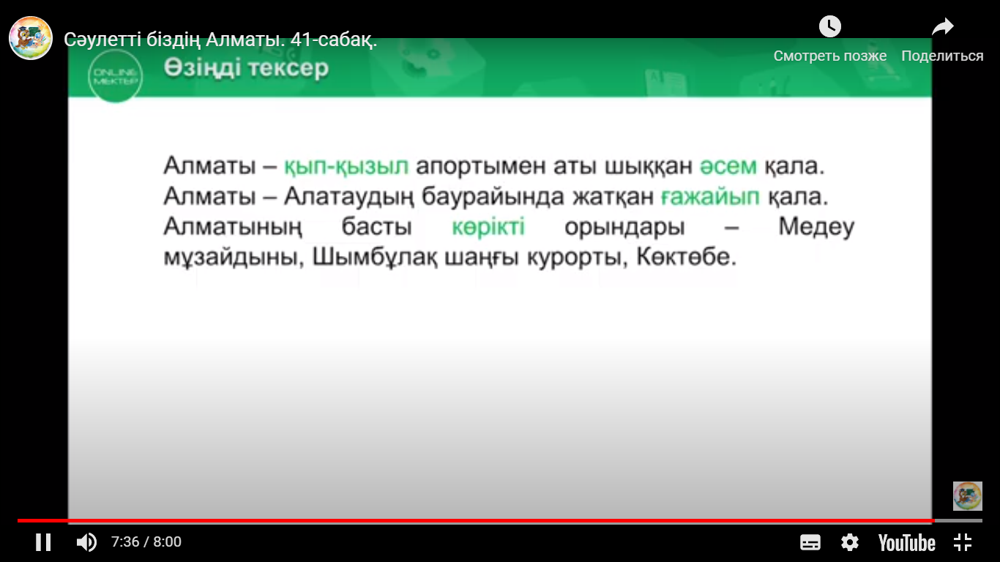 Сәулетті біздің Алматы. 41-сабақ.
Смотреть позже
Поделиться
ONLINE
МЕКТЕП
Өзіңді тексер
Алматы – қып-қызыл апортымен аты шыққан әсем қала.
Алматы – Алатаудың баурайында жатқан ғажайып қала.
Алматының басты көрікті орындары – Медеу
мұзайдыны, Шымбұлақ шаңғы курорты, Көктөбе.
7:36 / 8:00
YouTube